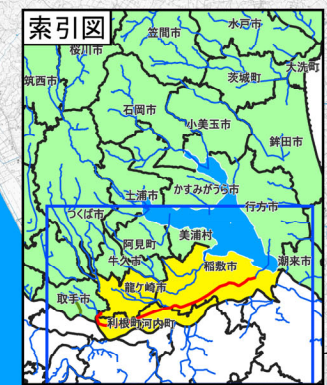 索引図
水戸市
笠間市
桜川市
大洗町
茨城町
筑西市
石岡市
小美玉市
鉾田市
かすみがうら市
土浦市
行方市
つくば市
美浦村
阿見町
牛久市
稲敷市
潮来市
龍ケ崎市
取手市
利根町河内町